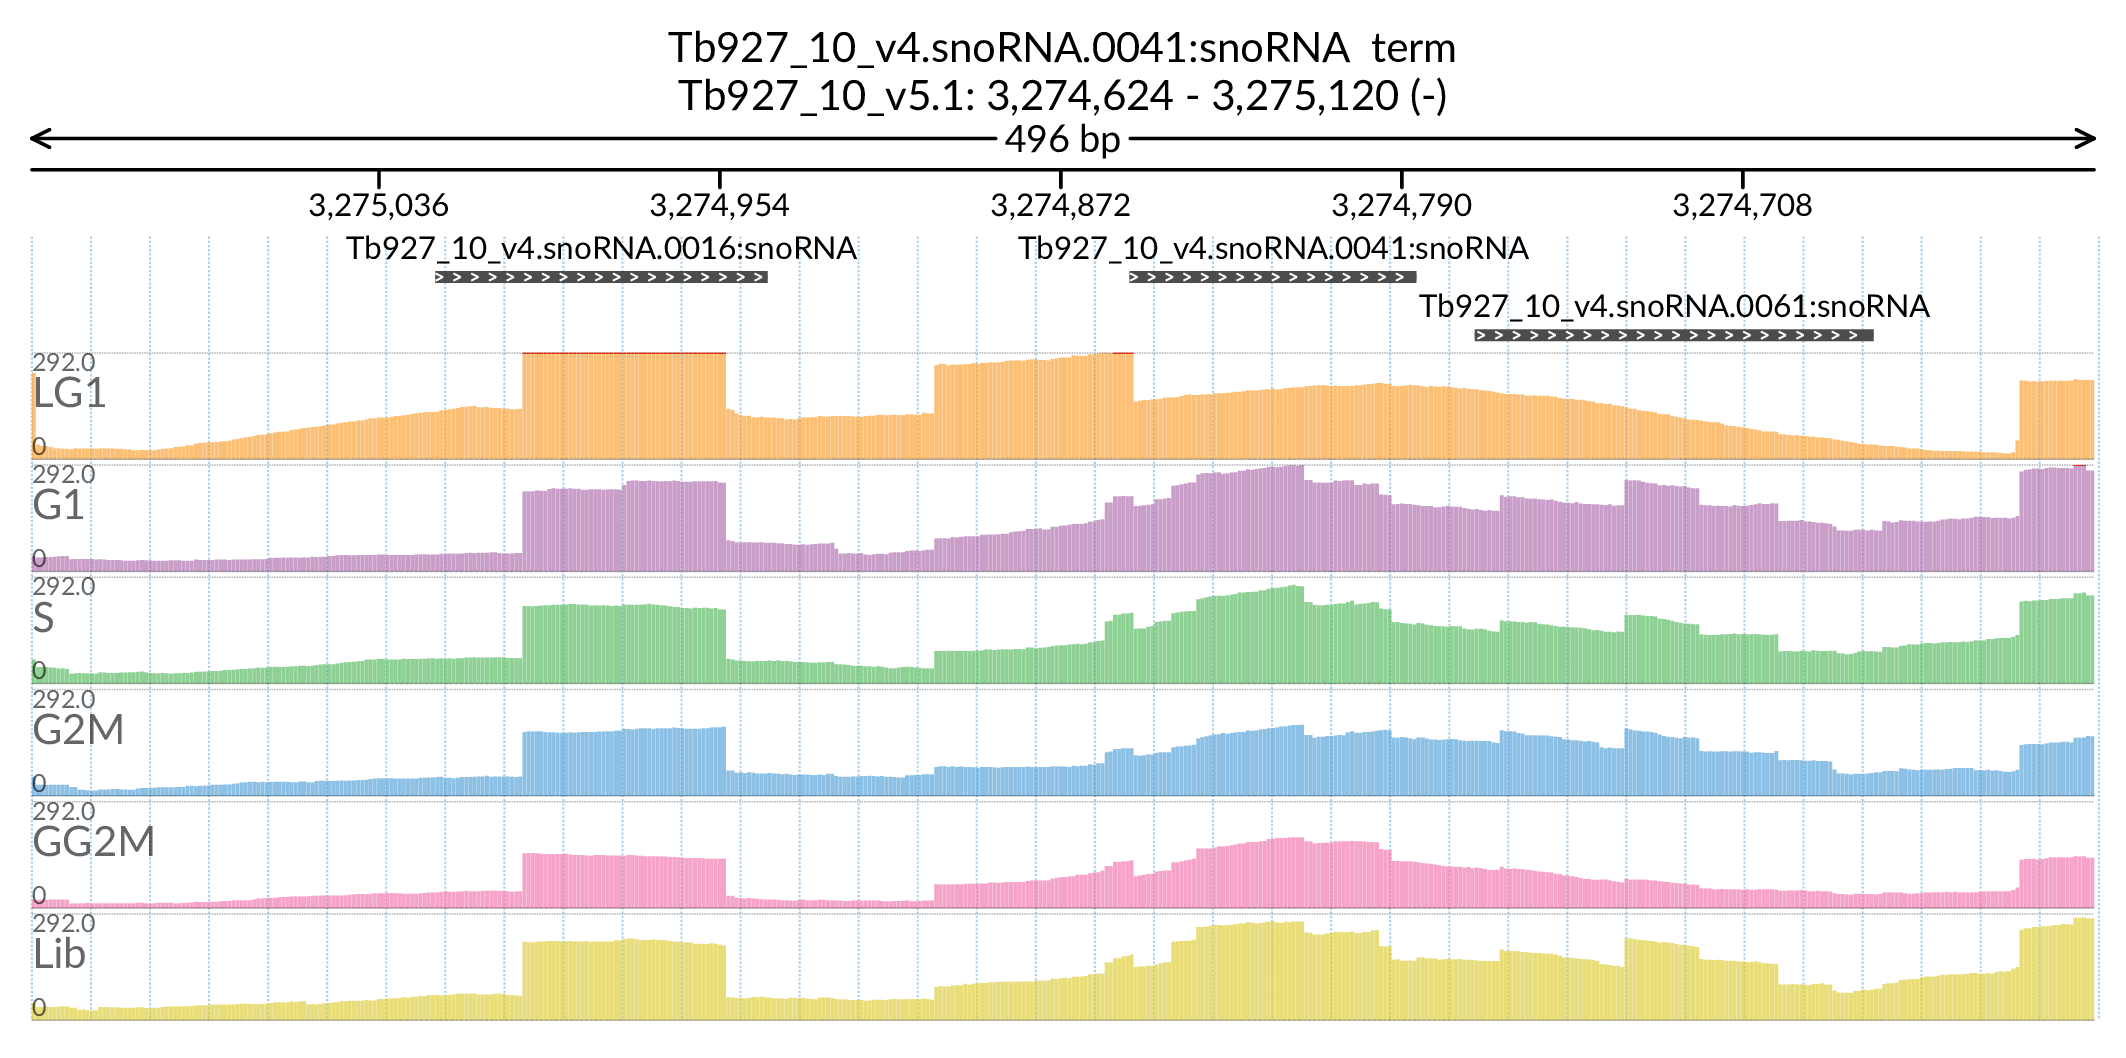 Tb927_10_v4.snoRNA.0041:snoRNA term
Tb927_10_v5.1: 3,274,624 - 3,275,120 (-)
496 bp
3,275,036 3,274,954 3,274,872 3,274,790 3,274,708
Tb927_10_v4.snoRNA.0016:snoRNA Tb927_10_v4.snoRNA.0041:snoRNA
Tb927_10_v4.snoRNA.0061:snoRNA
292.0
LG1
0
292.0
G1
0
292.0
S
0
292.0
G2M
0
292.0
GG2M
0
292.0
Lib
0